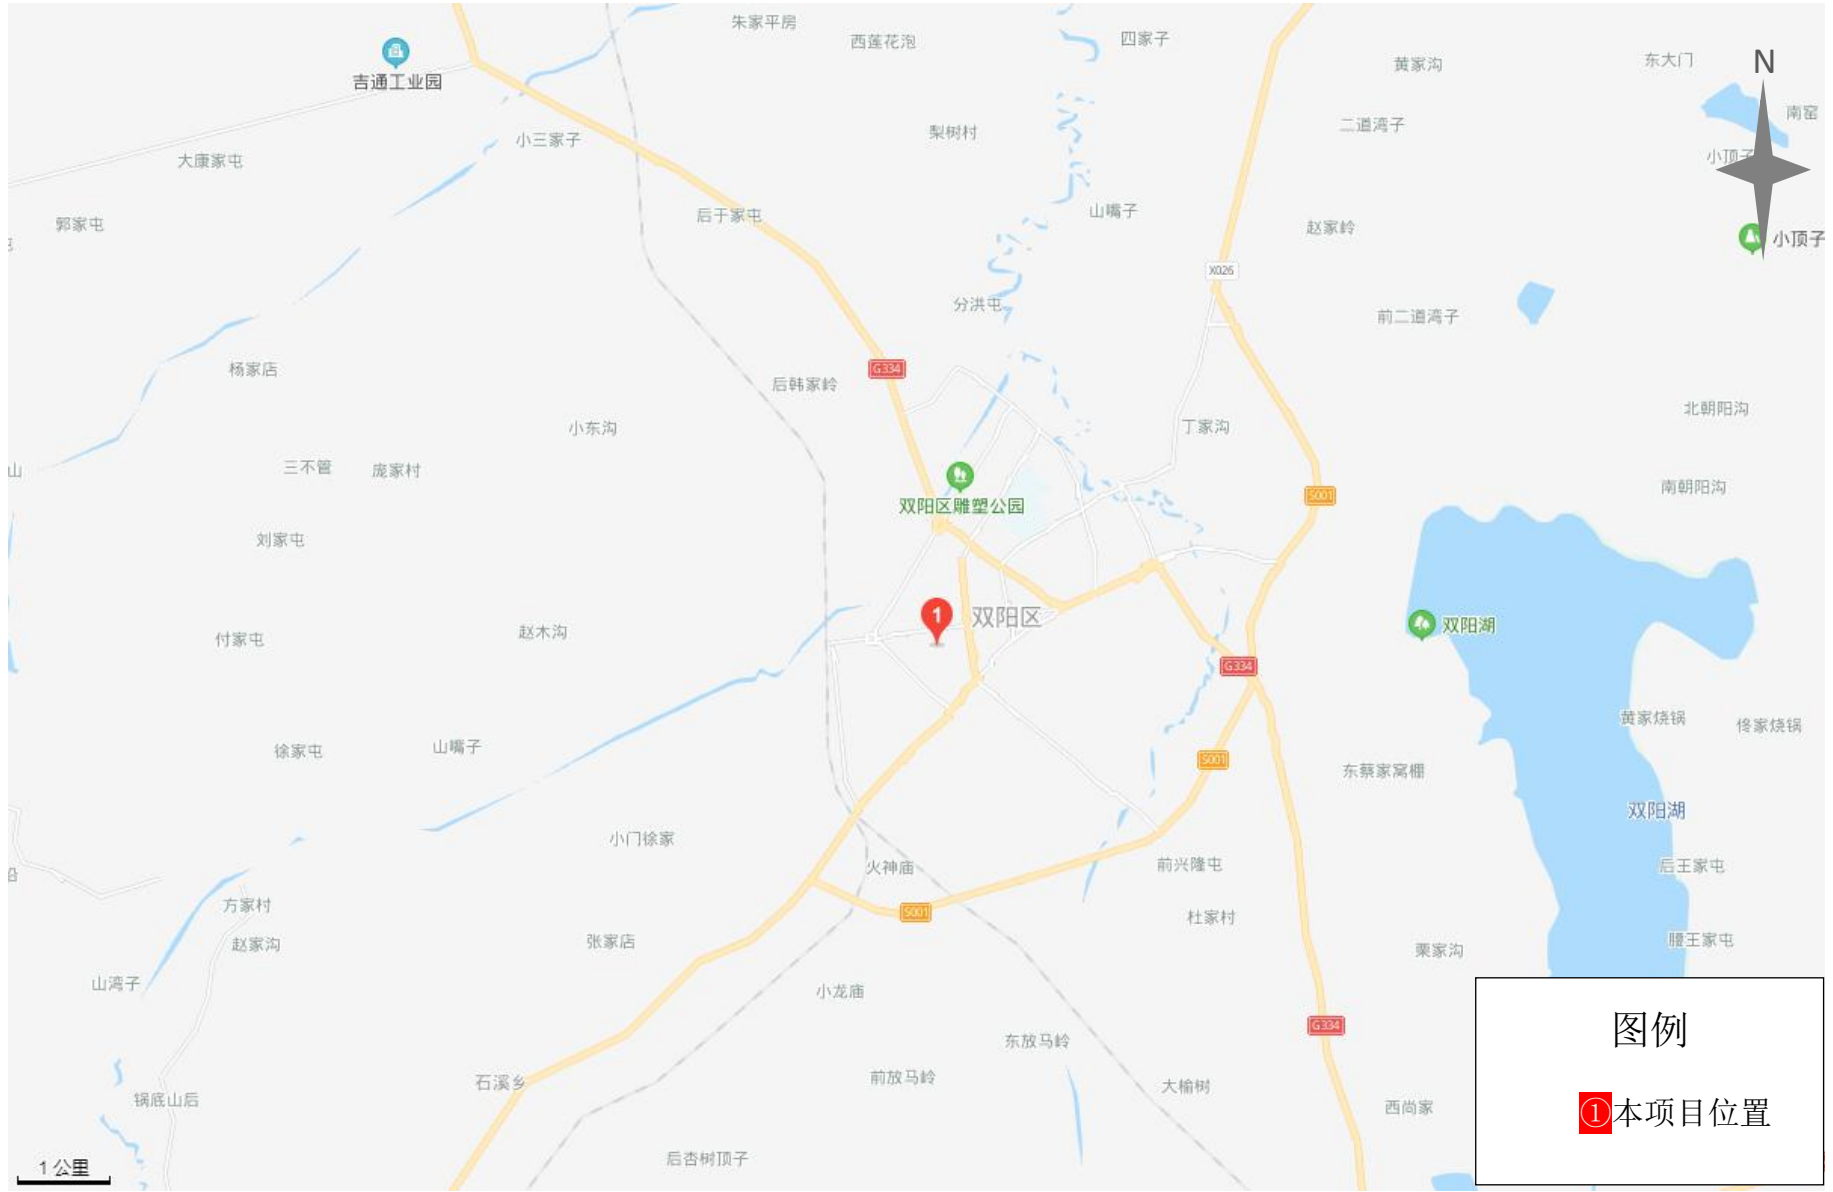 朱家平房
西莲花泡
四家子
黄家沟
东大门
N
吉通工业园
南窑
小三家子
梨树村
二道湾子
大康家屯
小顶子
郭家屯
后于家屯
山嘴子
赵家岭
小顶子
X026
分洪屯
前二道湾子
杨家店
G334
后韩家岭
小东沟
丁家沟
北朝阳沟
山
三不管
庞家村
南朝阳沟
双阳区雕塑公园
S001
刘家屯
1
双阳区
双阳湖
付家屯
赵木沟
G334
黄家烧锅
佟家烧锅
徐家屯
山嘴子
S001
东蔡家窝棚
双阳湖
小门徐家
火神庙
前兴隆屯
后王家屯
方家村
S001
杜家村
赵家沟
张家店
栗家沟
腰王家屯
山湾子
小龙庙
图例
G334
东放马岭
石溪乡
前放马岭
大榆树
锅底山后
西尚家
①本项目位置
1 公里
后杏树顶子